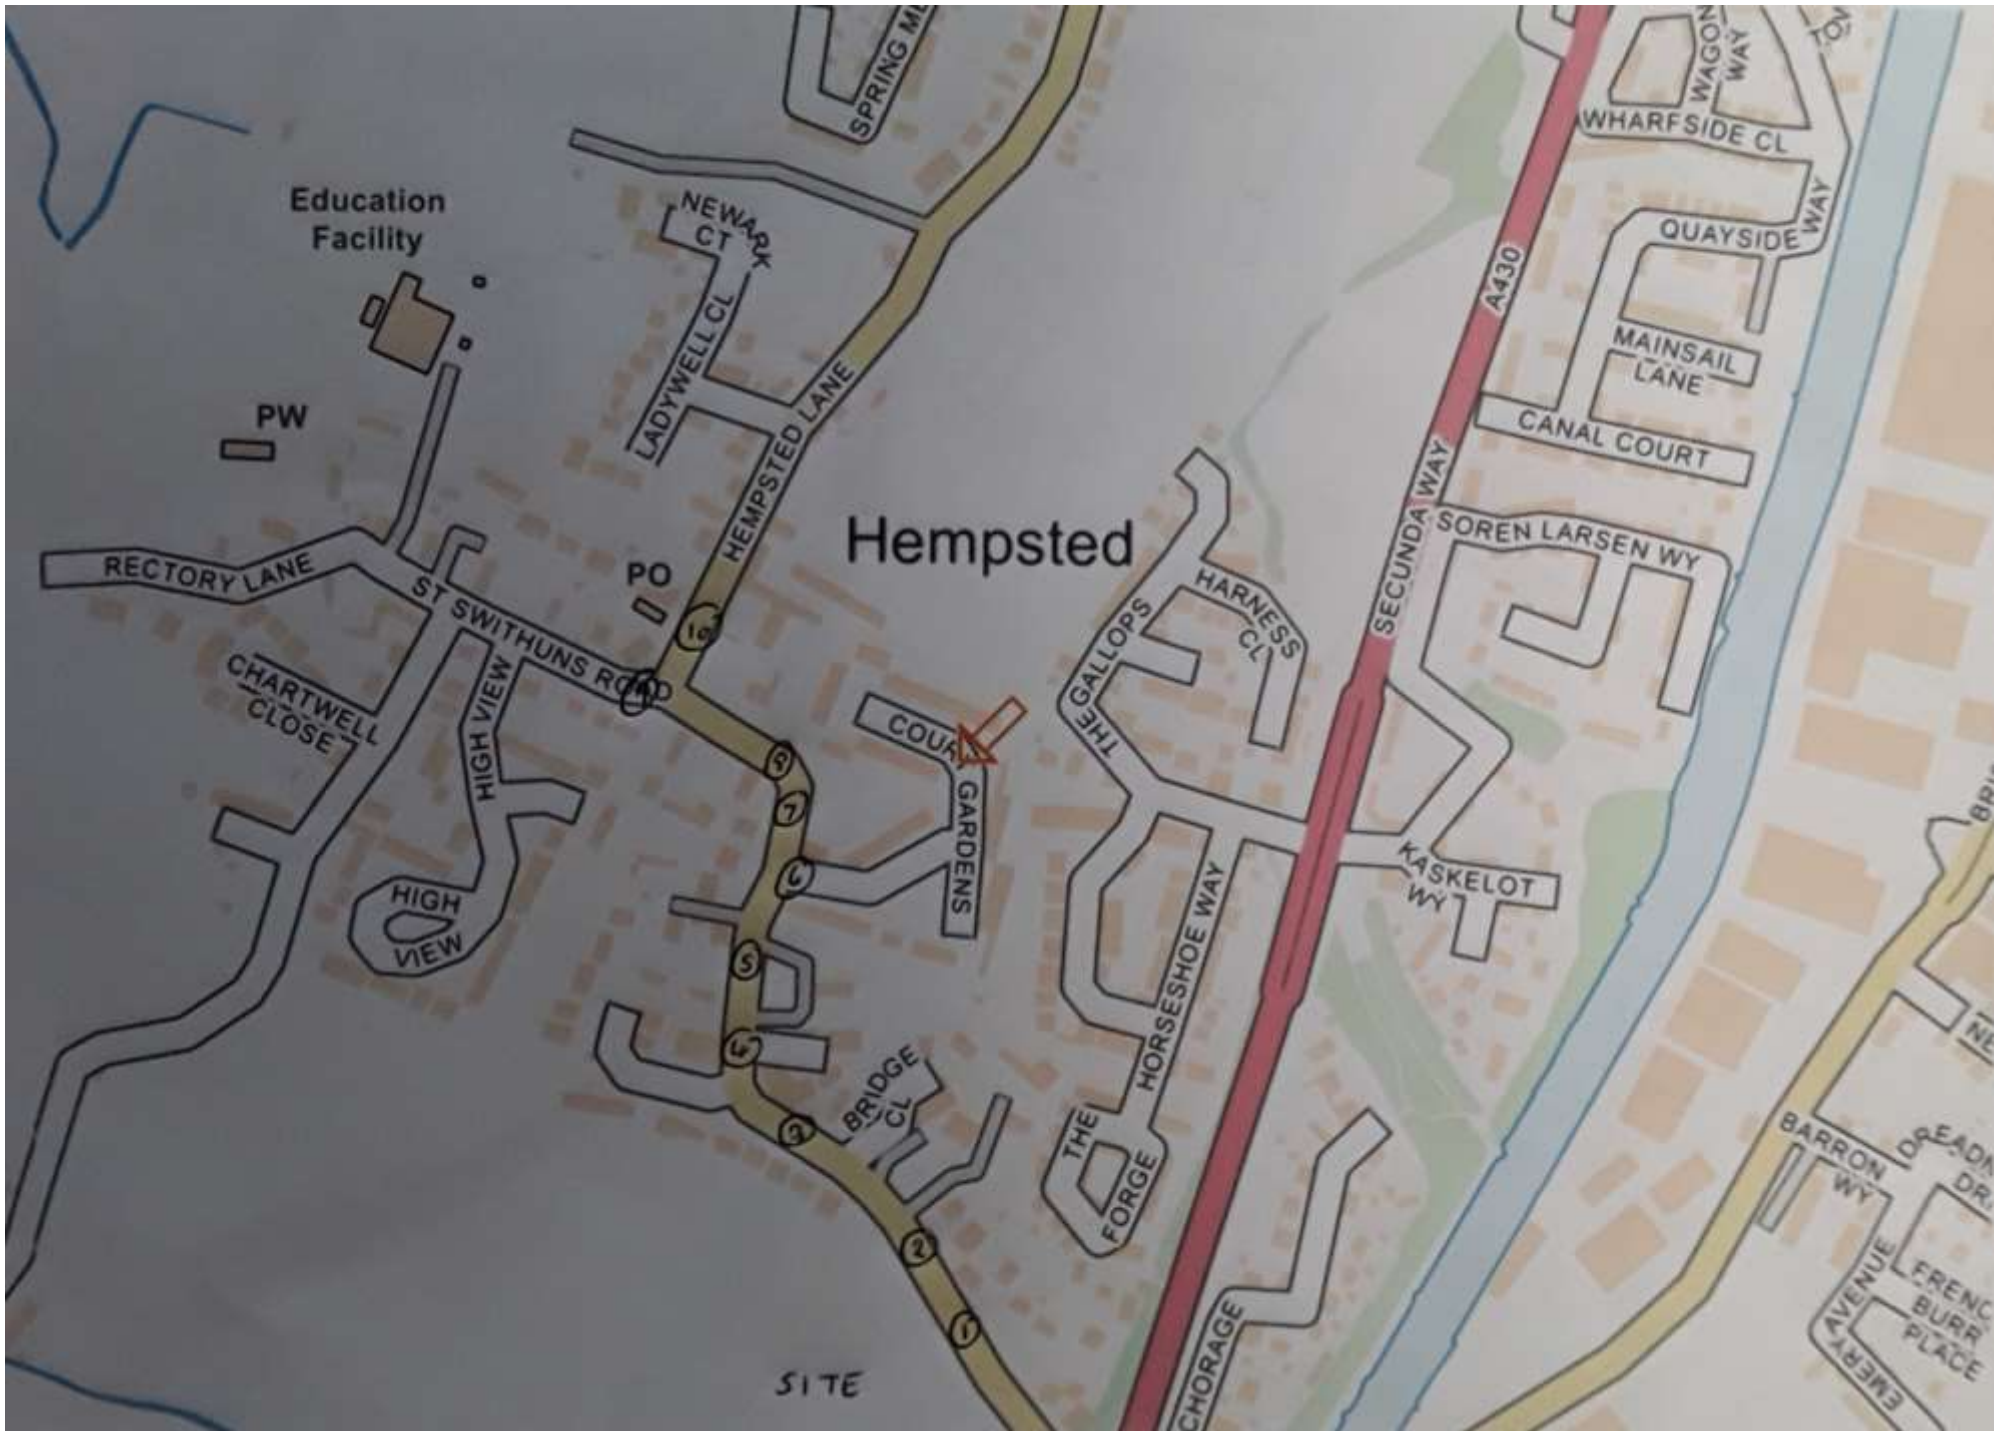 SPRING
WAGON
WAY
WHARFSIDE CL
Education
Facility
NEWARK
CT
QUAYSIDE
WAY
A430
MAINSAIL
LANE
LADYWELL CL
HEMPSTED LANE
PW
CANAL COURT
SECUNDA WAY
SOREN LARSEN WY
Hempsted
RECTORY LANE
PO
ST SWITHUNS
HARNESS
CL
10
THE GALLOPS
CHARTWELL
CLOSE
HIGH VIEW
COURT
GARDENS
8
7
6
KASKELOT
WY
HIGH
VIEW
5
HORSESHOE WAY
4
BRIDGE
CL
3
THE
FORGE
BARRON
WY
2
AVENUE
EMERY
BURR
PLACE
1
CHORAGE
SITE